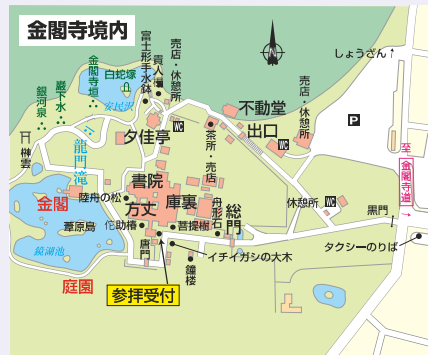 金閣寺境内
しょうざん↑
富士形手水鉢
貴人榻
売店・休憩所
金閣寺垣
白蛇塚
安民沢
巌下水
銀河泉
龍門滝
夕佳亭
WC
茶所・売店
不動堂
出口
WC
売店・休憩所
P
至
金閣寺道
榊雲
書院
陸舟の松
金閣
方丈
庫裏
葦原島
佗助椿
菩提樹
舟形石
総門
休憩所
WC
黒門
鏡湖池
唐門
イチイガシの大木
タクシーのりば
庭園
参拝受付
鐘楼